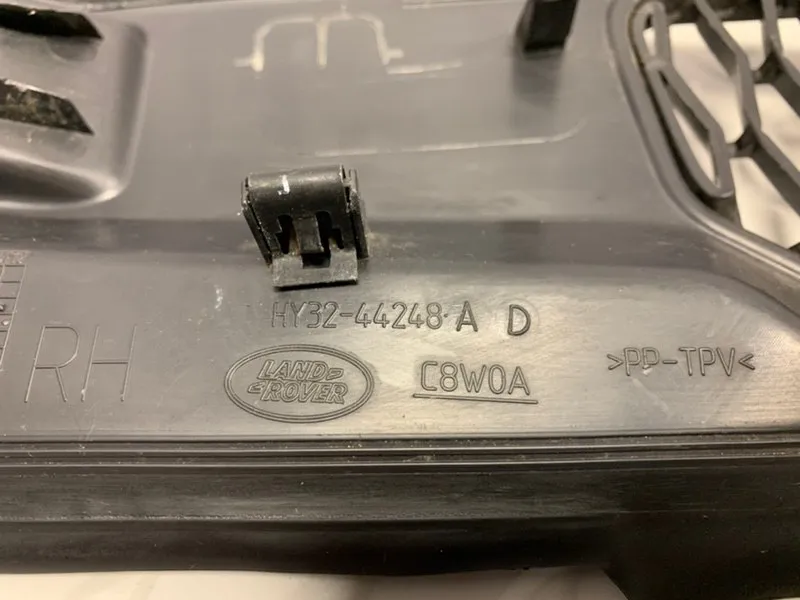 HY32-44248-A D
RH
LAND
ROVER
C8W0A
>PP-TPV<